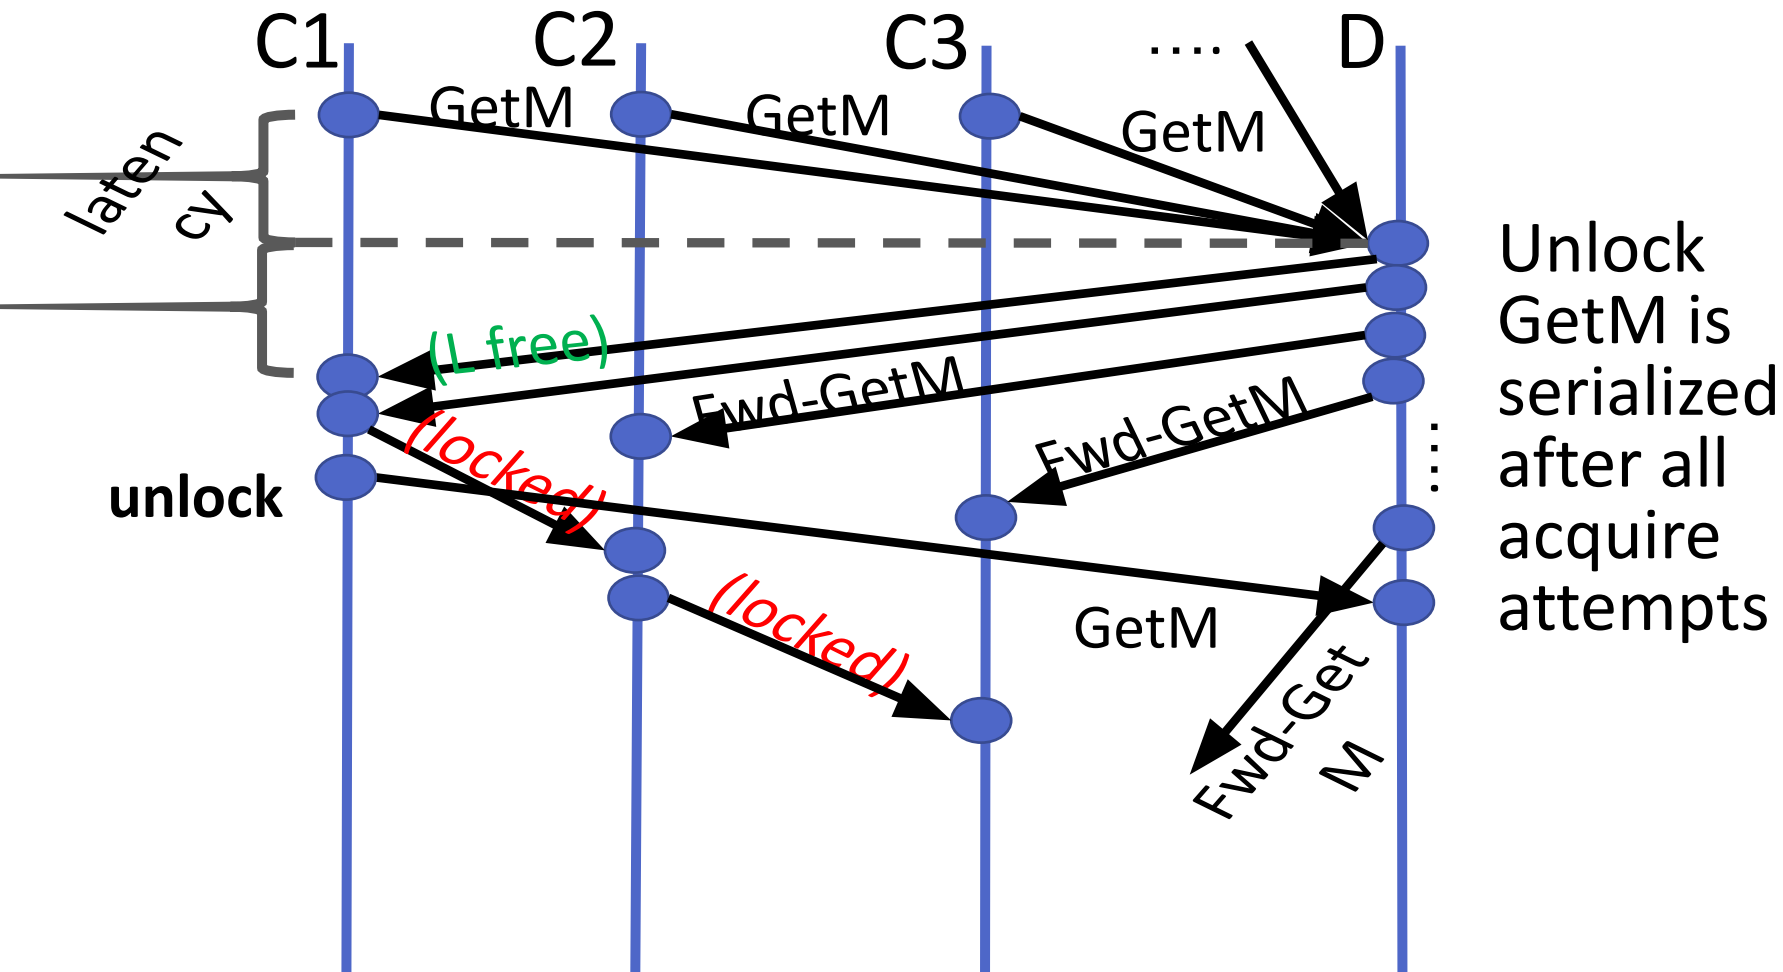 C1
C2
C3
....
D
GetM
GetM
GetM
laten
cy
Unlock
GetM is
serialized
after all
acquire
attempts
(L free)
Fwd-GetM
Fwd-GetM
(locked)
.....
unlock
(locked)
GetM
Fwd-Get
M